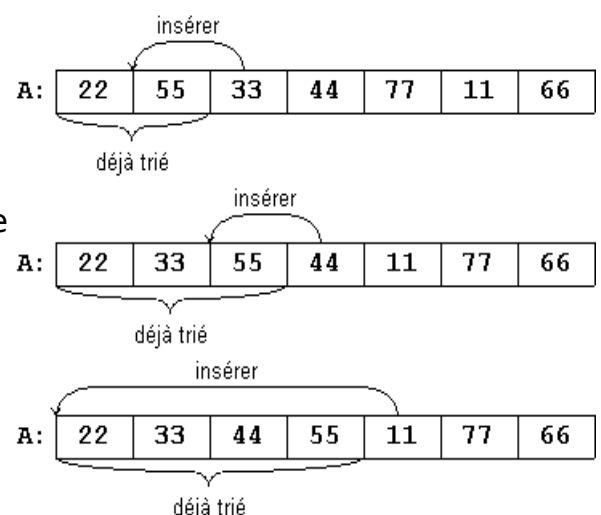 insérer
A: 22 55 33 44 77 11 66
déjà trié
insérer
e
A: 22 33 55 44 11 77 66
déjà trié
insérer
A: 22 33 44 55 11 77 66
déjà trié